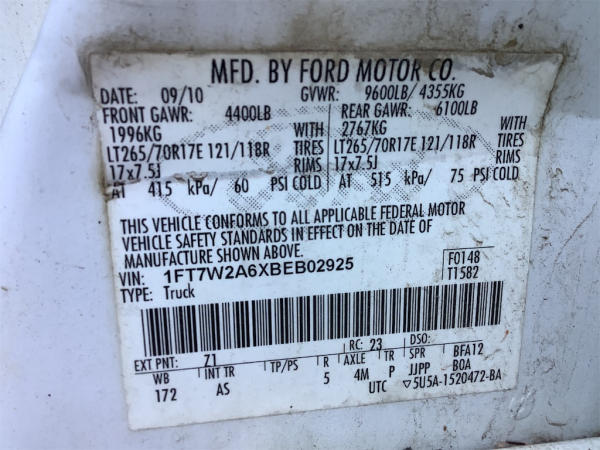 MFD. BY FORD MOTOR CO.
DATE: 09/10 GVWR: 9600LB/ 4355KG
FRONT GAWR: 4400LB REAR GAWR: 6100LB
1996KG WITH 2767KG WITH
LT265/70R17E 121/118R TIRES LT265/70R17E 121/118R TIRES
17x7.5J RIMS 17x7.5J RIMS
AT 415 kPa/ 60 PSI COLD AT 515 kPa/ 75 PSI COLD
THIS VEHICLE CONFORMS TO ALL APPLICABLE FEDERAL MOTOR
VEHICLE SAFETY STANDARDS IN EFFECT ON THE DATE OF
MANUFACTURE SHOWN ABOVE.
VIN: 1FT7W2A6XBEB02925 F0148
TYPE: Truck T1582
EXT PNT: Z1 RC: 23 DSO:
WB INT TR TP/PS R AXLE TR SPR BFA12
172 AS 5 4M P JJPP BOA
UTC ▽5U5A-1520472-BA